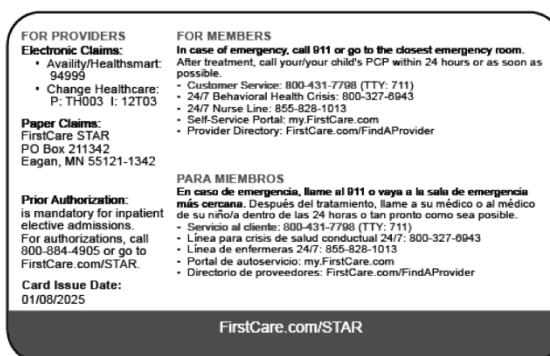 FOR PROVIDERS
Electronic Claims:
• Availity/Healthsmart:
94999
• Change Healthcare:
P: TH003 I: 12T03
Paper Claims:
FirstCare STAR
PO Box 211342
Eagan, MN 55121-1342
Prior Authorization:
is mandatory for inpatient
elective admissions.
For authorizations, call
800-884-4905 or go to
FirstCare.com/STAR.
Card Issue Date:
01/08/2025
FOR MEMBERS
In case of emergency, call 911 or go to the closest emergency room.
After treatment, call your/your child's PCP within 24 hours or as soon as
possible.
- Customer Service: 800-431-7798 (TTY: 711)
- 24/7 Behavioral Health Crisis: 800-327-6943
- 24/7 Nurse Line: 855-828-1013
- Self-Service Portal: my.FirstCare.com
- Provider Directory: FirstCare.com/FindAProvider
PARA MIEMBROS
En caso de emergencia, llame al 911 o vaya a la sala de emergencia
más cercana. Después del tratamiento, llame a su médico o al médico
de su niño/a dentro de las 24 horas o tan pronto como sea posible.
- Servicio al cliente: 800-431-7798 (TTY: 711)
- Línea para crisis de salud conductual 24/7: 800-327-6943
- Línea de enfermeras 24/7: 855-828-1013
- Portal de autoservicio: my.FirstCare.com
- Directorio de proveedores: FirstCare.com/FindAProvider
FirstCare.com/STAR